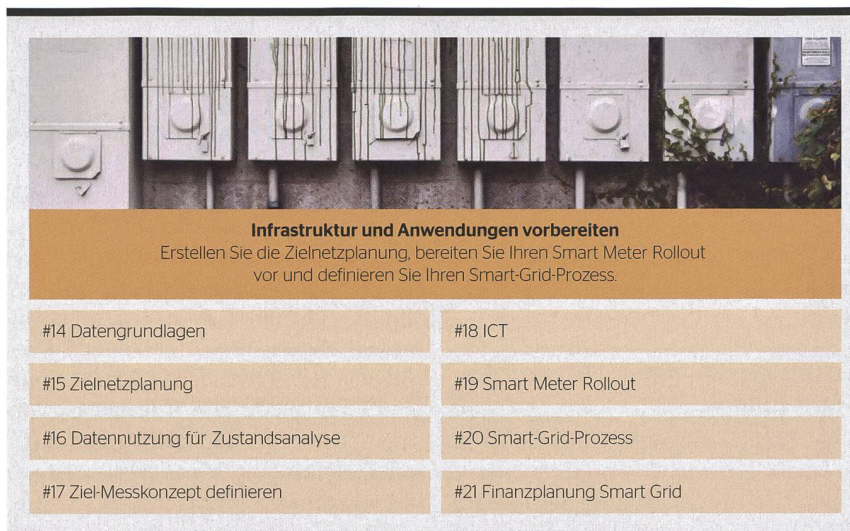 Infrastruktur und Anwendungen vorbereiten
Erstellen Sie die Zielnetzplanung, bereiten Sie Ihren Smart Meter Rollout
vor und definieren Sie Ihren Smart-Grid-Prozess.
#14 Datengrundlagen
#15 Zielnetzplanung
#16 Datennutzung für Zustandsanalyse
#17 Ziel-Messkonzept definieren
#18 ICT
#19 Smart Meter Rollout
#20 Smart-Grid-Prozess
#21 Finanzplanung Smart Grid